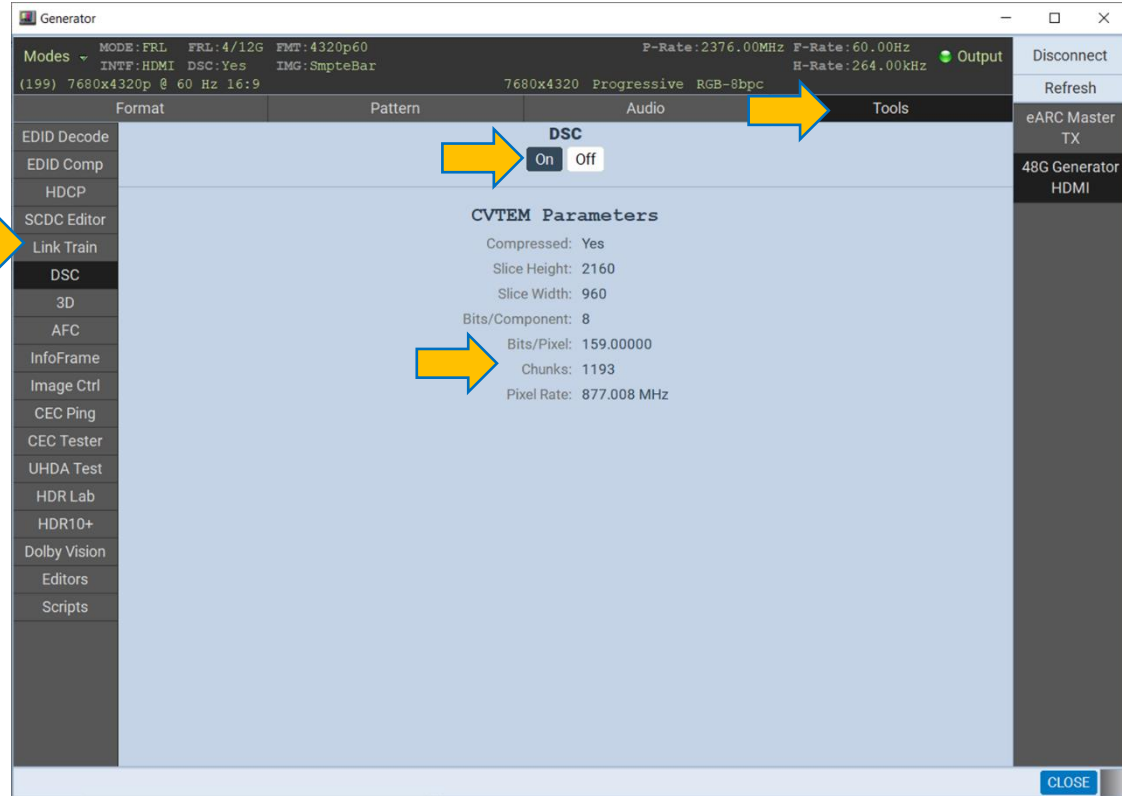 Generator
Modes MODE:FRL FRL:4/12G FMT:4320p60 P-Rate:2376.00MHz F-Rate:60.00Hz Output
INTF:HDMI DSC:Yes IMG:SmpteBar H-Rate:264.00kHz
(199) 7680x4320p @ 60 Hz 16:9 7680x4320 Progressive RGB-8bpc
Disconnect
Refresh
eARC Master
TX
48G Generator
HDMI
Format Pattern Audio Tools
EDID Decode
EDID Comp
HDCP
SCDC Editor
Link Train
DSC
3D
AFC
InfoFrame
Image Ctrl
CEC Ping
CEC Tester
UHDA Test
HDR Lab
HDR10+
Dolby Vision
Editors
Scripts
DSC
On Off
CVTEM Parameters
Compressed: Yes
Slice Height: 2160
Slice Width: 960
Bits/Component: 8
Bits/Pixel: 159.00000
Chunks: 1193
Pixel Rate: 877.008 MHz
CLOSE